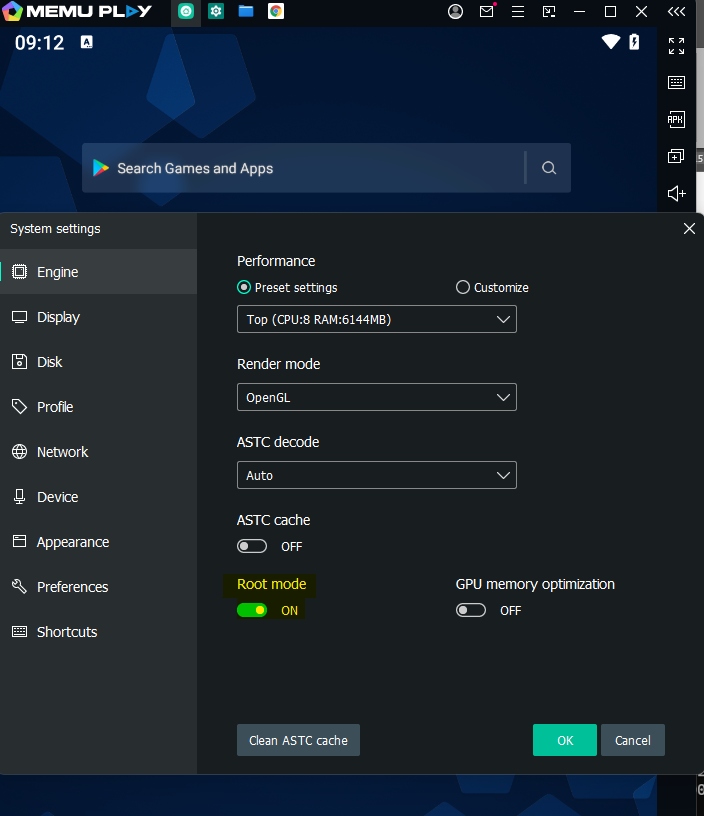 MEMU PLAY
09:12 A
APK
Search Games and Apps
System settings
Engine
Display
Disk
Profile
Network
Device
Appearance
Preferences
Shortcuts
Performance
Preset settings Customize
Top (CPU:8 RAM:6144MB)
Render mode
OpenGL
ASTC decode
Auto
ASTC cache
OFF
Root mode GPU memory optimization
ON OFF
Clean ASTC cache OK Cancel